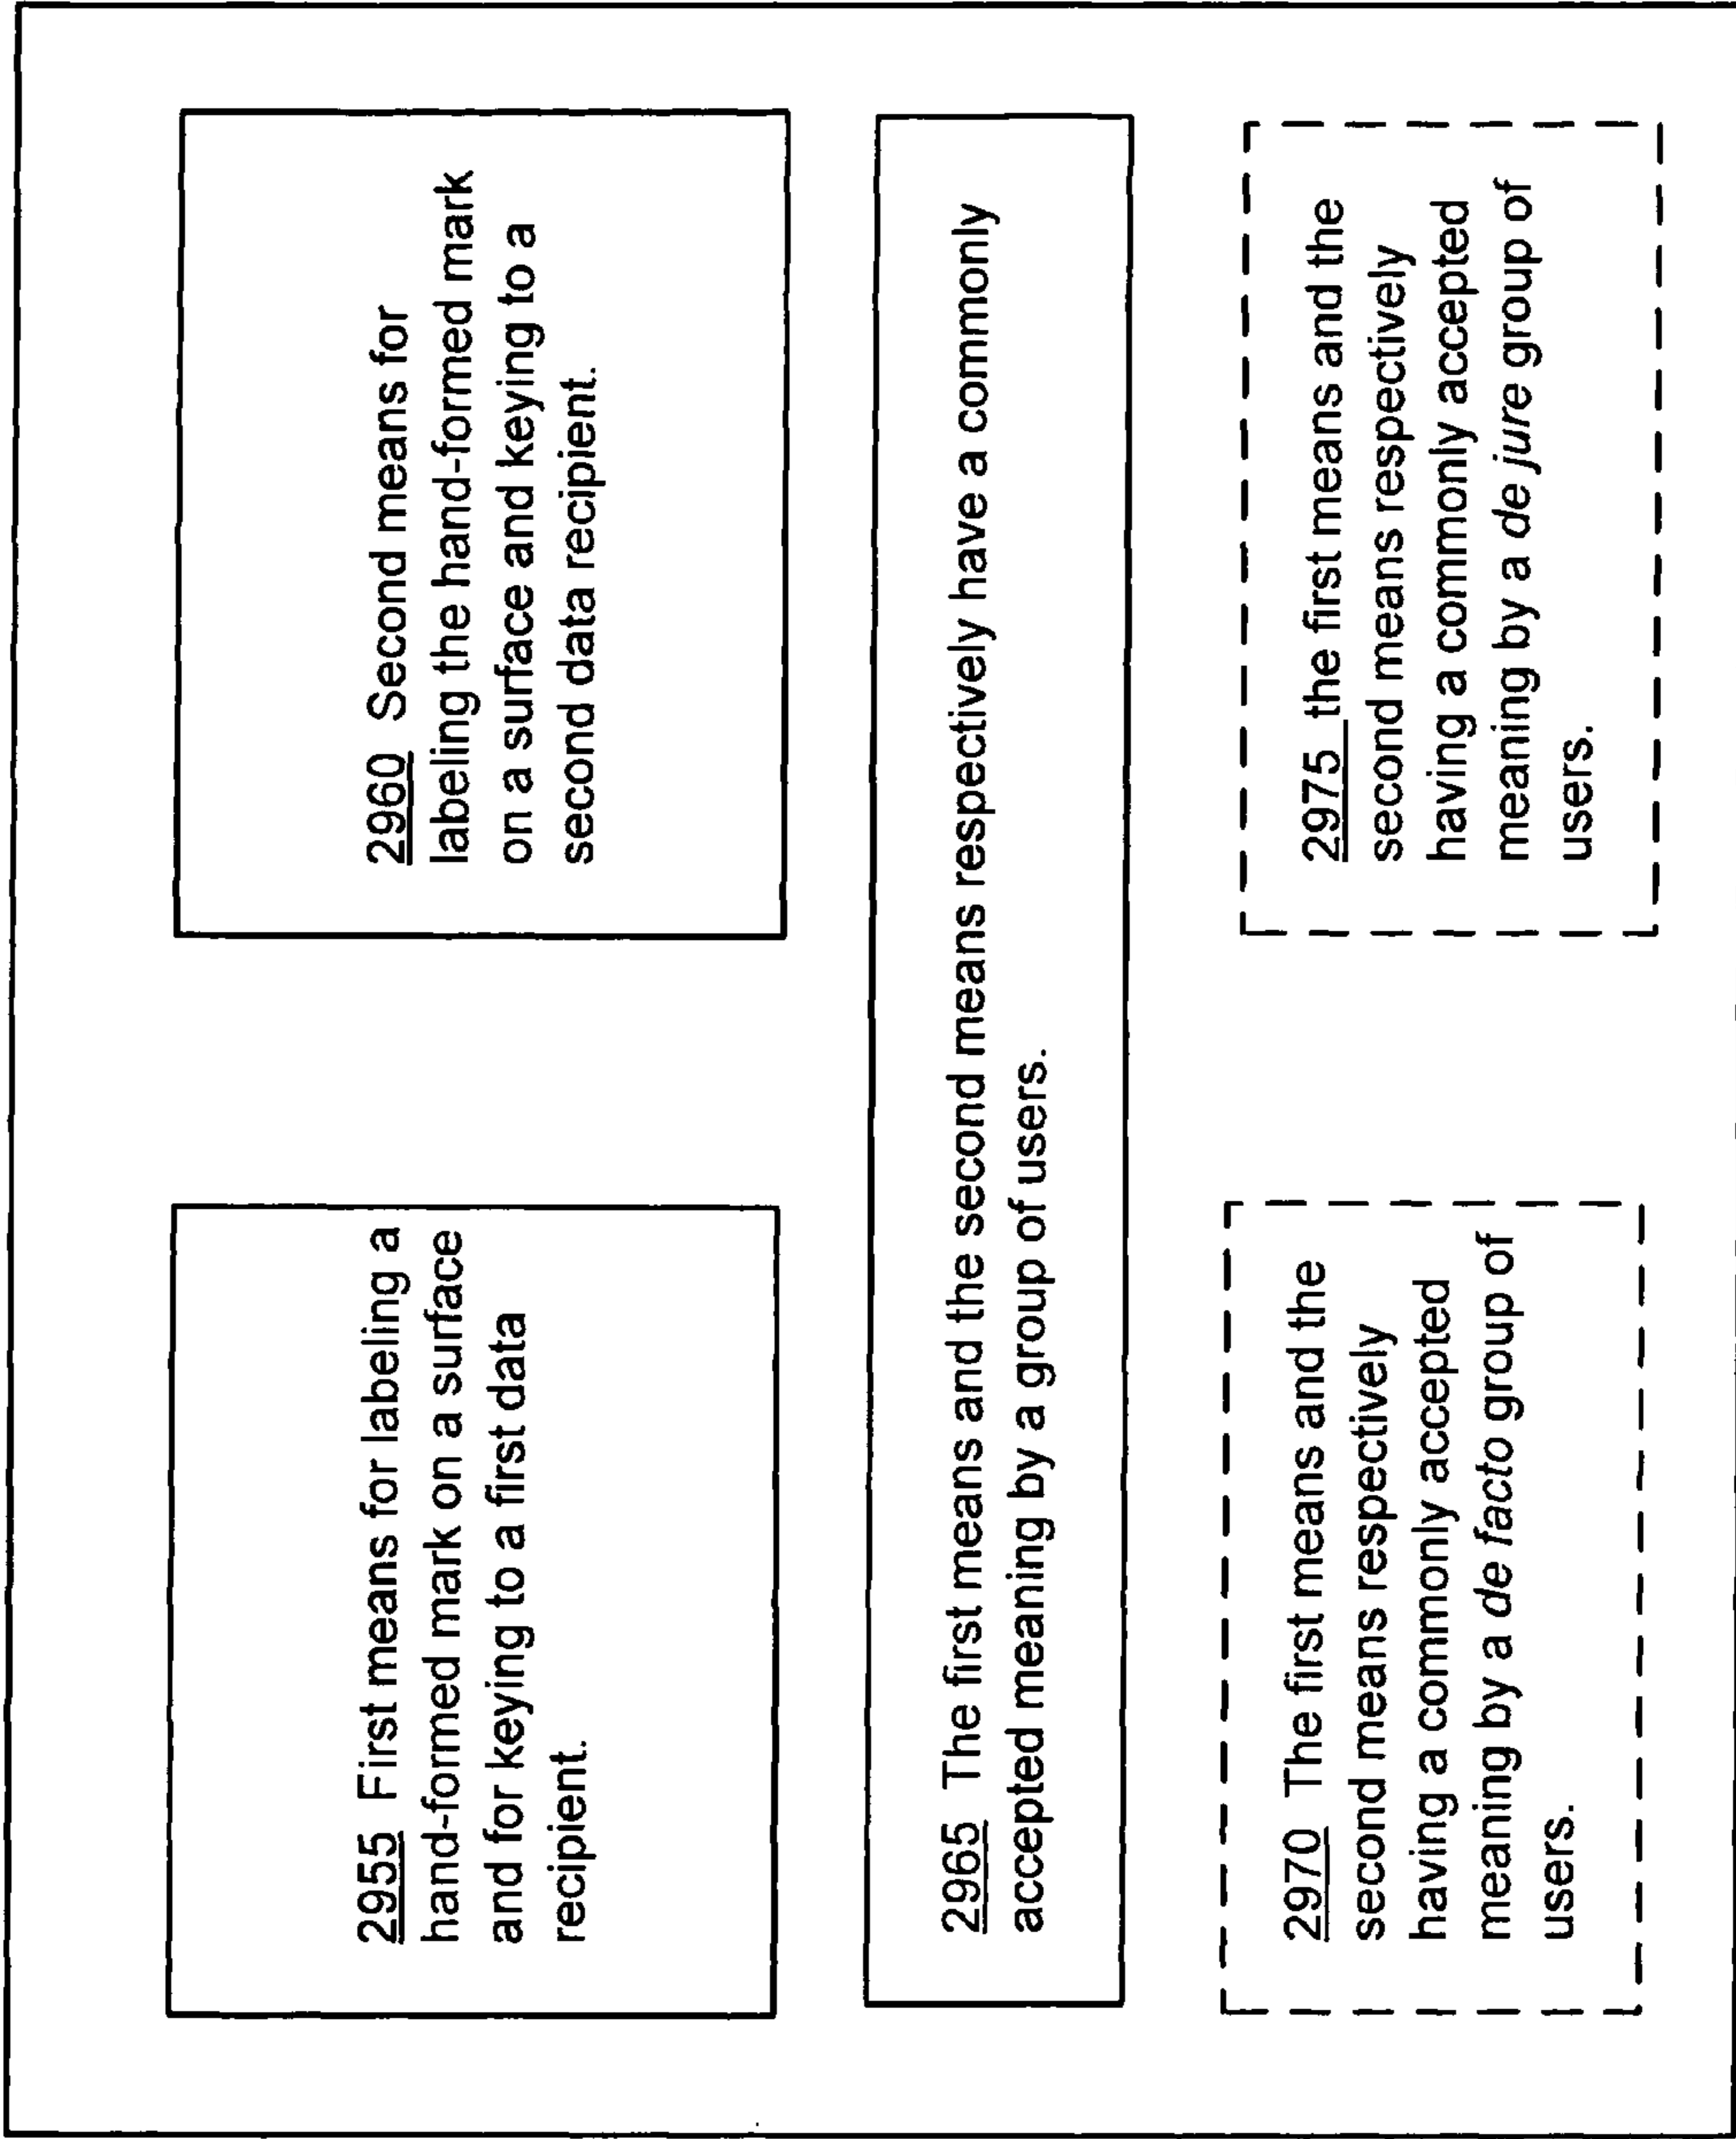 2955 First means for labeling a
hand-formed mark on a surface
and for keying to a first data
recipient.
2960 Second means for
labeling the hand-formed mark
on a surface and keying to a
second data recipient.
2965 The first means and the second means respectively have a commonly
accepted meaning by a group of users.
2970 The first means and the
second means respectively
having a commonly accepted
meaning by a de facto group of
users.
2975 the first means and the
second means respectively
having a commonly accepted
meaning by a de jure group of
users.